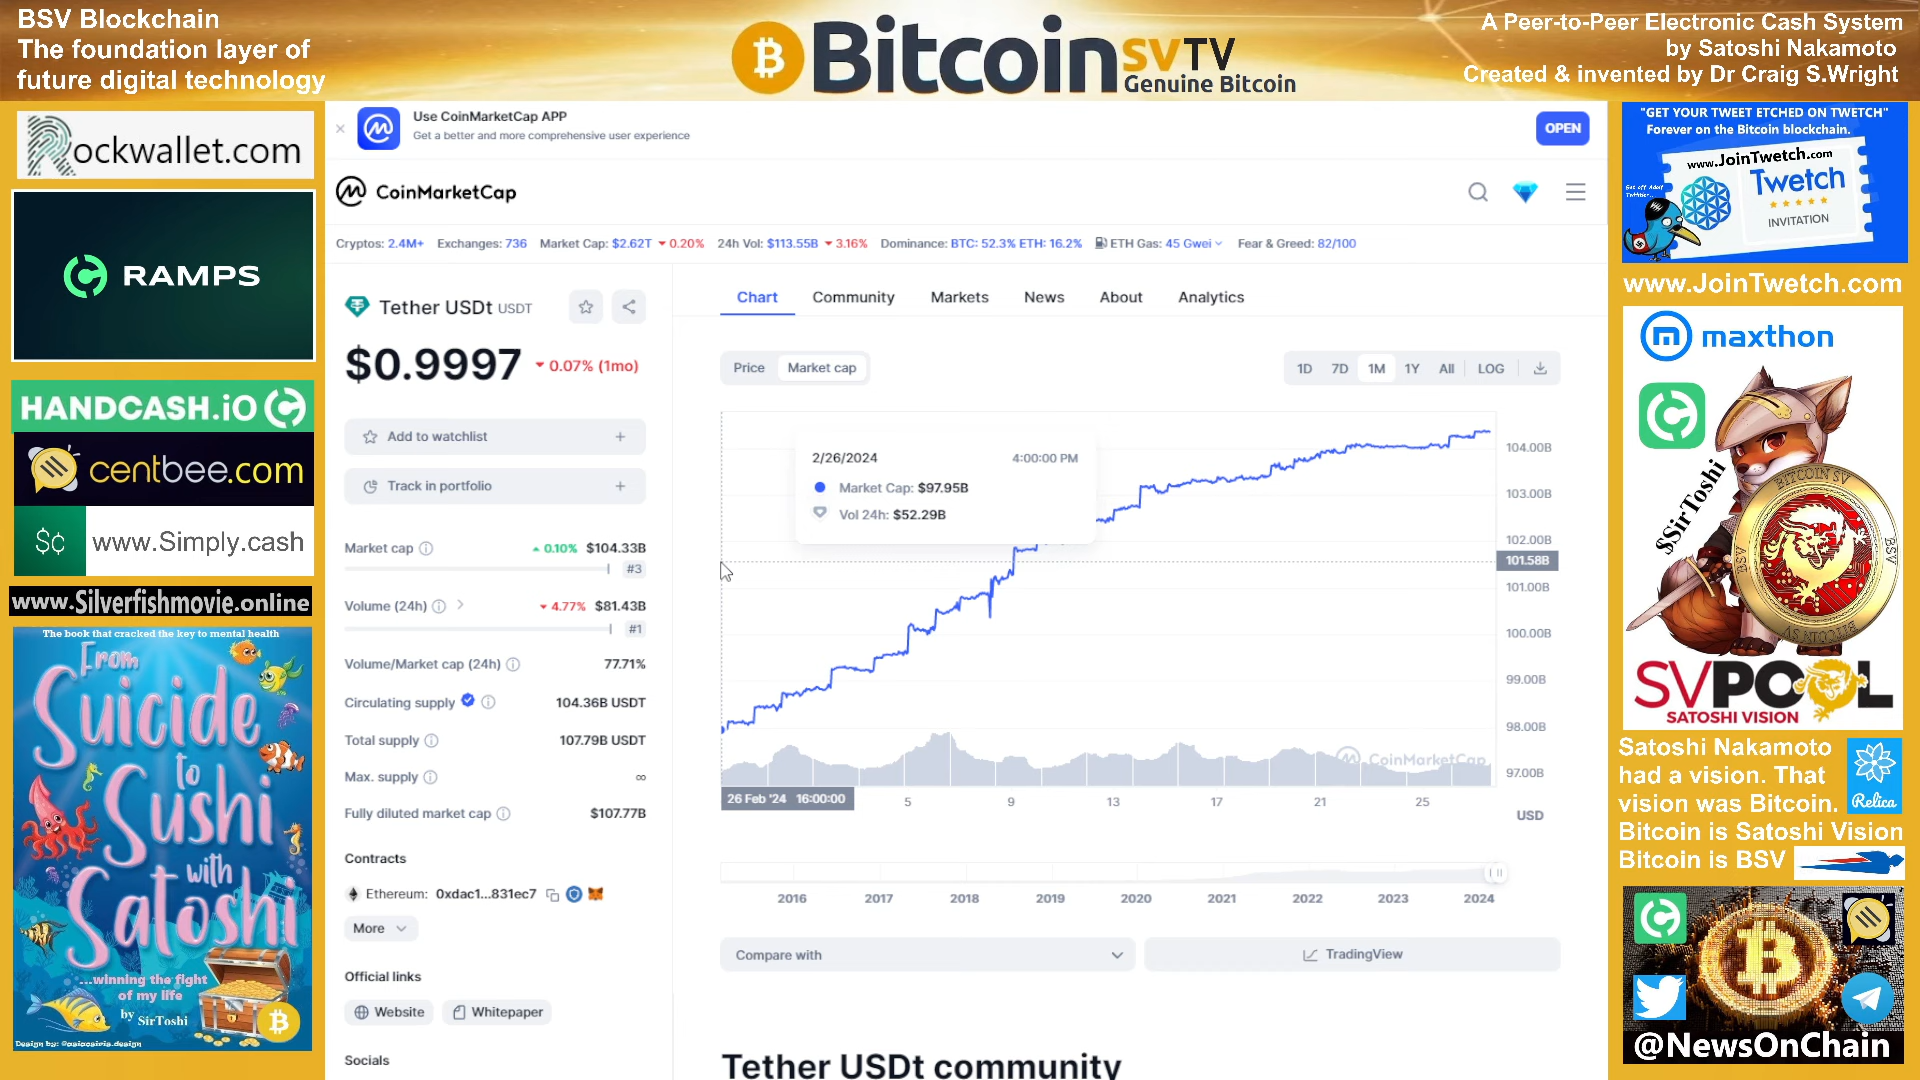 BSV Blockchain
The foundation layer of
future digital technology
Bitcoin SVTV
Genuine Bitcoin
A Peer-to-Peer Electronic Cash System
by Satoshi Nakamoto
Created & invented by Dr Craig S.Wright
Rockwallet.com
RAMPS
HANDCASH.iO
centbee.com
$c www.Simply.cash
www.Silverfishmovie.online
The book that cracked the key to mental health
From
Suicide
to
Sushi
with
Satoshi
...winning the fight
of my life
by SirToshi
Use CoinMarketCap APP
Get a better and more comprehensive user experience
OPEN
CoinMarketCap
Cryptos: 2.4M+ Exchanges: 736 Market Cap: $2.62T 0.20% 24h Vol: $113.55B 3.16% Dominance: BTC: 52.3% ETH: 16.2% ETH Gas: 45 Gwei Fear & Greed: 82/100
Tether USDt USDT
$0.9997 0.07% (1mo)
Add to watchlist +
Track in portfolio +
Market cap 0.10% $104.33B
#3
Volume (24h) 4.77% $81.43B
#1
Volume/Market cap (24h) 77.71%
Circulating supply 104.36B USDT
Total supply 107.79B USDT
Max. supply ∞
Fully diluted market cap $107.77B
Contracts
Ethereum: 0xdac1...831ec7
More
Official links
Website Whitepaper
Socials
Chart Community Markets News About Analytics
Price Market cap
1D 7D 1M 1Y All LOG
2/26/2024 4:00:00 PM
Market Cap: $97.95B
Vol 24h: $52.29B
104.00B
103.00B
102.00B
101.58B
101.00B
100.00B
99.00B
98.00B
97.00B
CoinMarketCap
26 Feb '24 16:00:00 5 9 13 17 21 25
USD
2016 2017 2018 2019 2020 2021 2022 2023 2024
Compare with
TradingView
Tether USDt community
"GET YOUR TWEET ETCHED ON TWETCH"
Forever on the Bitcoin blockchain.
www.JoinTwetch.com
Twetch
INVITATION
www.JoinTwetch.com
maxthon
$SirToshi
BITCOIN SV
BSV
BSV
BITCOIN SV
SVPOOL
SATOSHI VISION
Satoshi Nakamoto
had a vision. That
vision was Bitcoin.
Relica
Bitcoin is Satoshi Vision
Bitcoin is BSV
@NewsOnChain